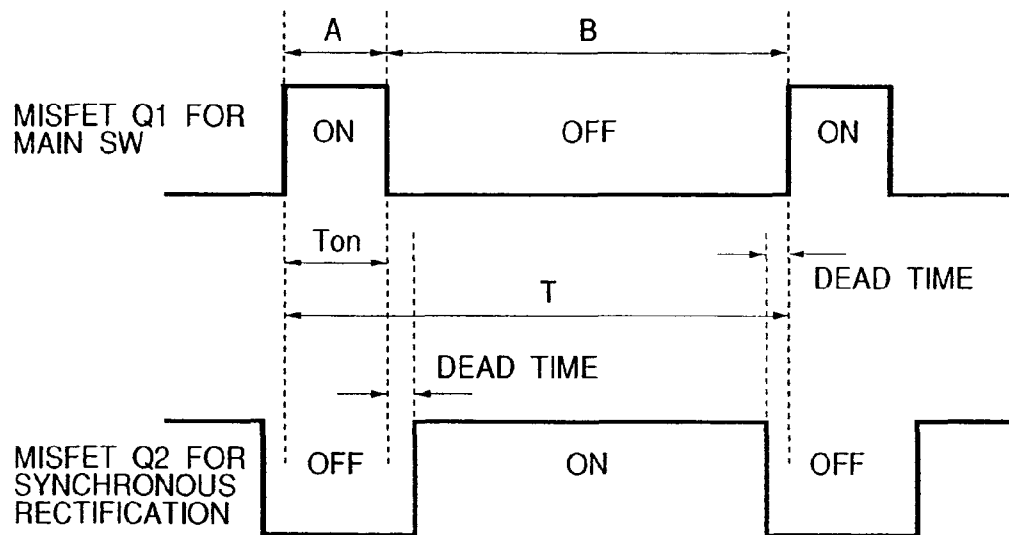 A
B
MISFET Q1 FOR
MAIN SW
ON
OFF
ON
Ton
DEAD TIME
T
DEAD TIME
MISFET Q2 FOR
SYNCHRONOUS
RECTIFICATION
OFF
ON
OFF